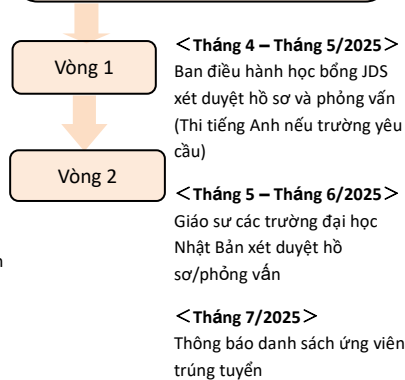 Vòng 1
＜Tháng 4 – Tháng 5/2025＞
Ban điều hành học bổng JDS
xét duyệt hồ sơ và phỏng vấn
(Thi tiếng Anh nếu trường yêu
cầu)
Vòng 2
＜Tháng 5 – Tháng 6/2025＞
Giáo sư các trường đại học
Nhật Bản xét duyệt hồ
sơ/phỏng vấn
＜Tháng 7/2025＞
Thông báo danh sách ứng viên
trúng tuyển